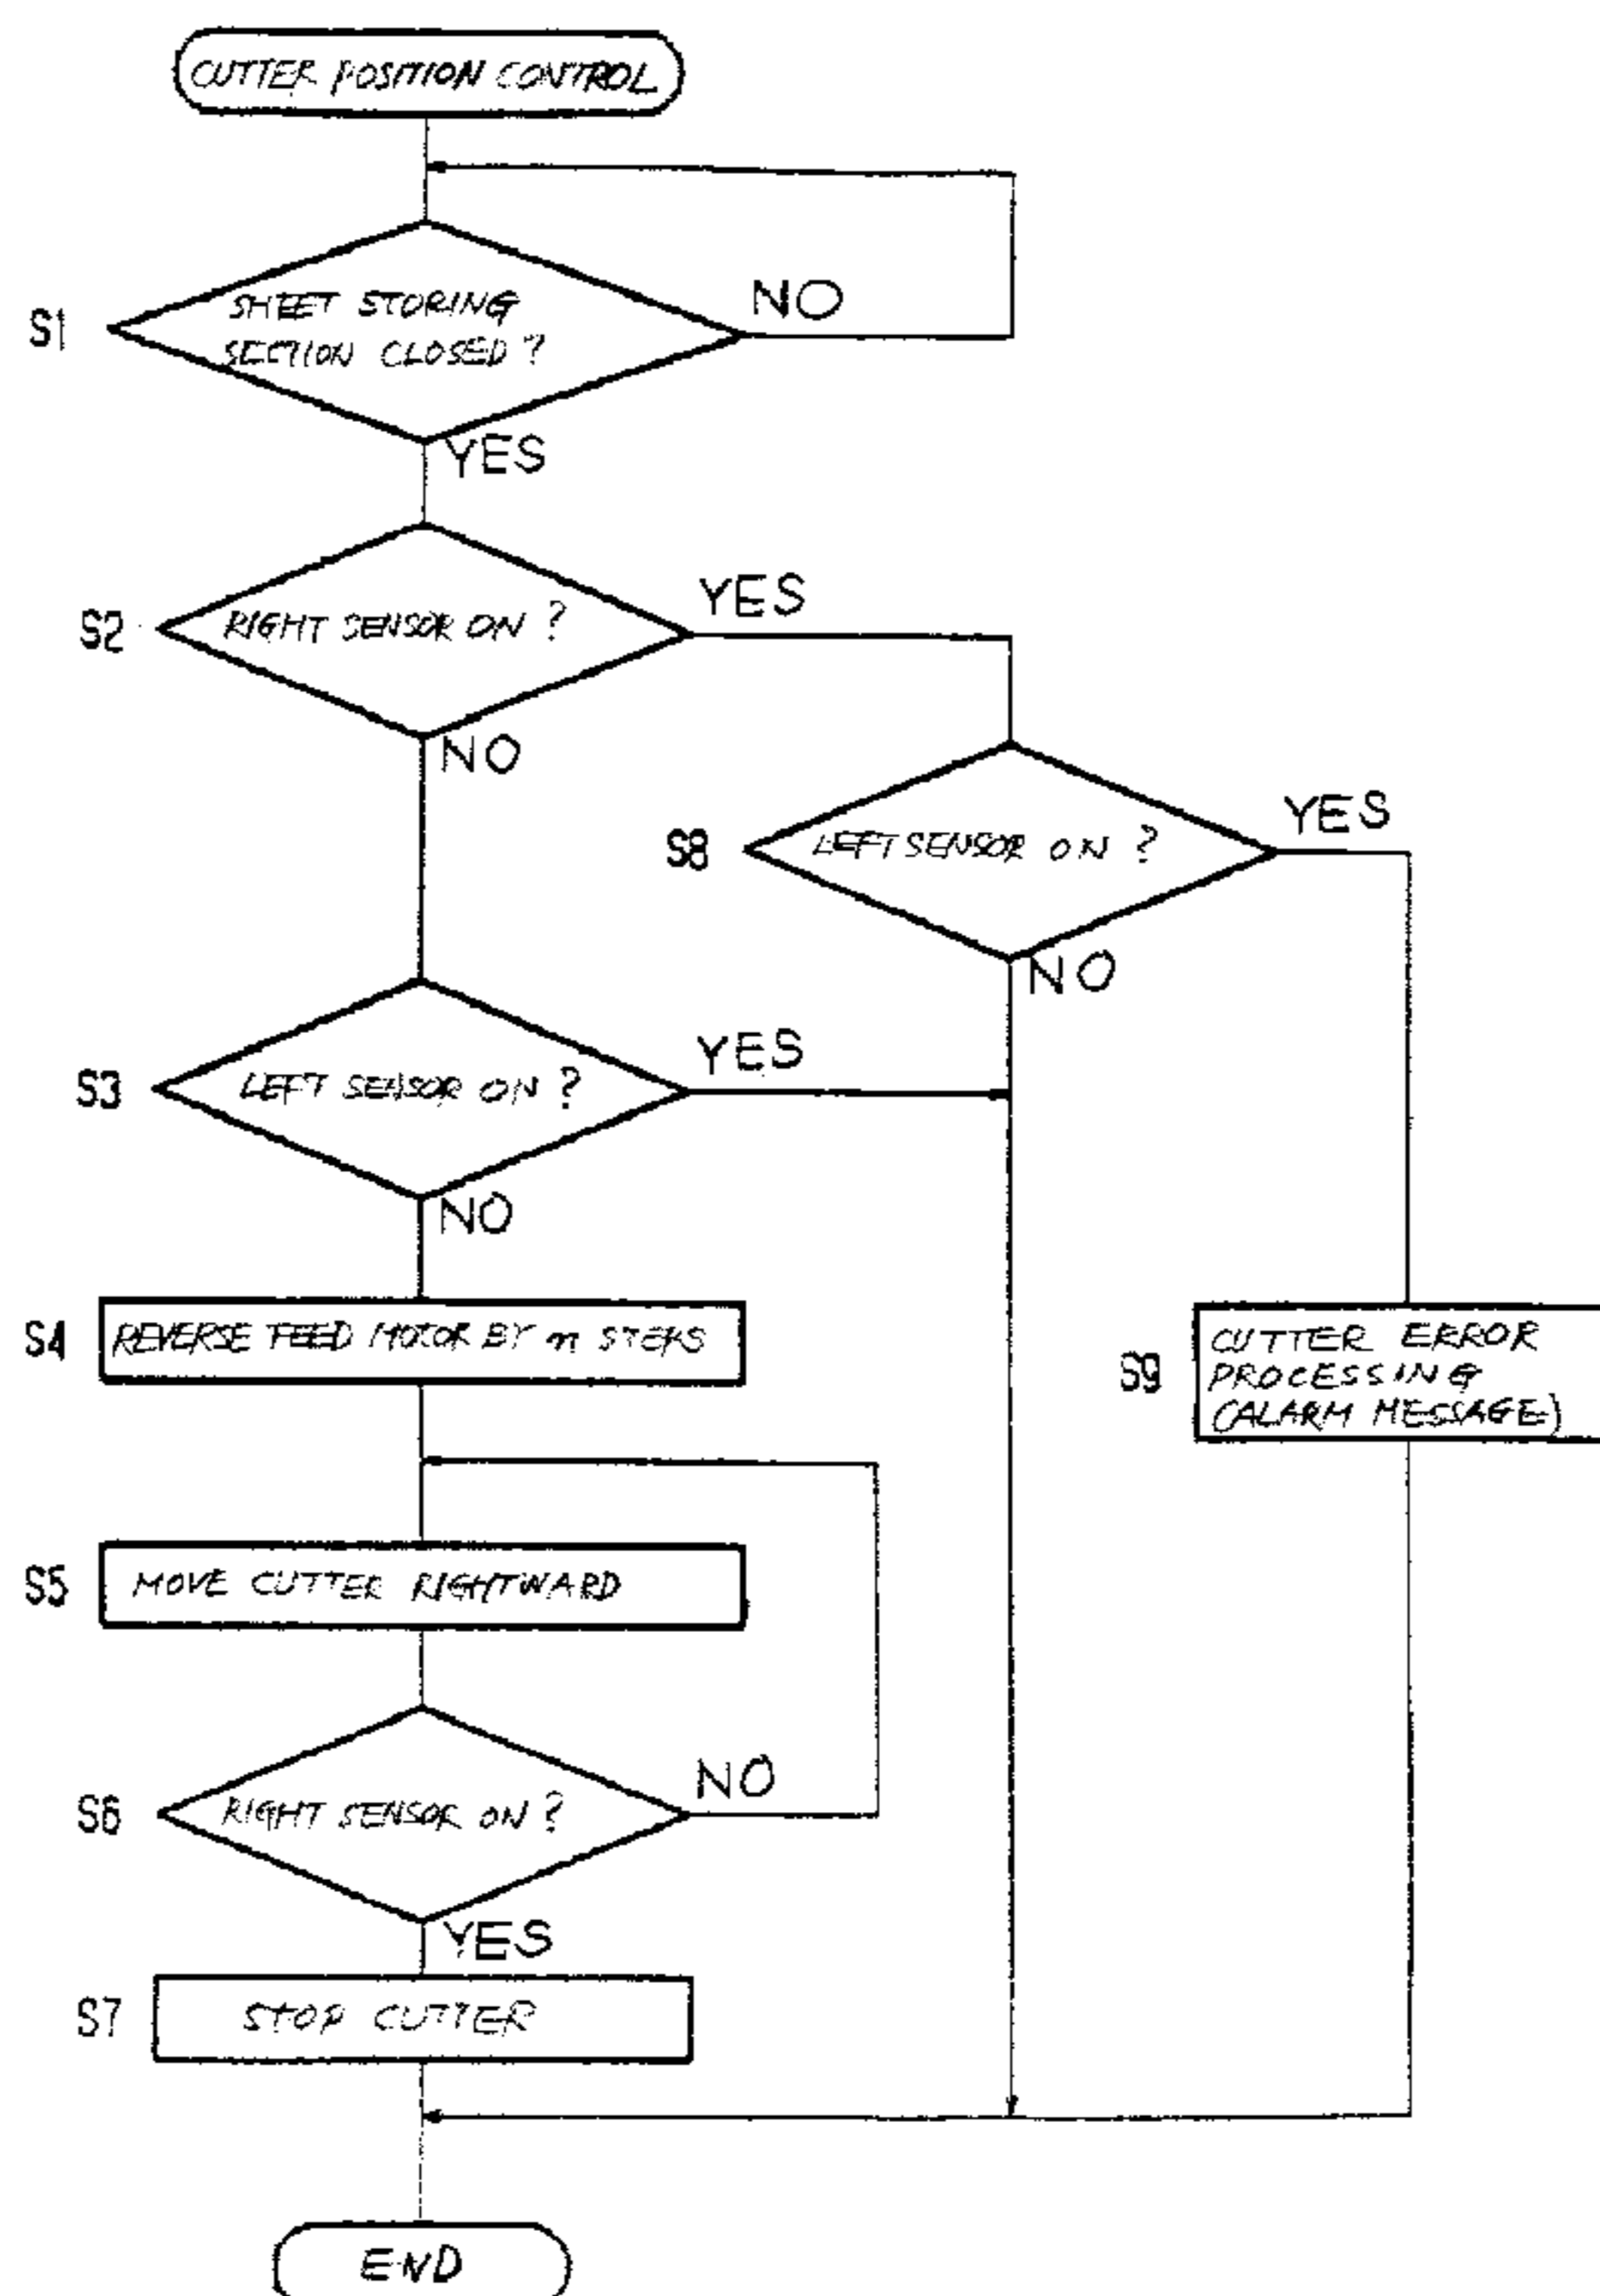 CUTTER POSITION CONTROL
S1
SHEET STORING
SECTION CLOSED?
NO
YES
S2
RIGHT SENSOR ON?
YES
NO
S8
LEFT SENSOR ON?
YES
NO
S3
LEFT SENSOR ON?
YES
NO
S4
REVERSE FEED MOTOR BY n STEPS
S9
CUTTER ERROR
PROCESSING
(ALARM MESSAGE)
S5
MOVE CUTTER RIGHTWARD
S6
RIGHT SENSOR ON?
NO
YES
S7
STOP CUTTER
END